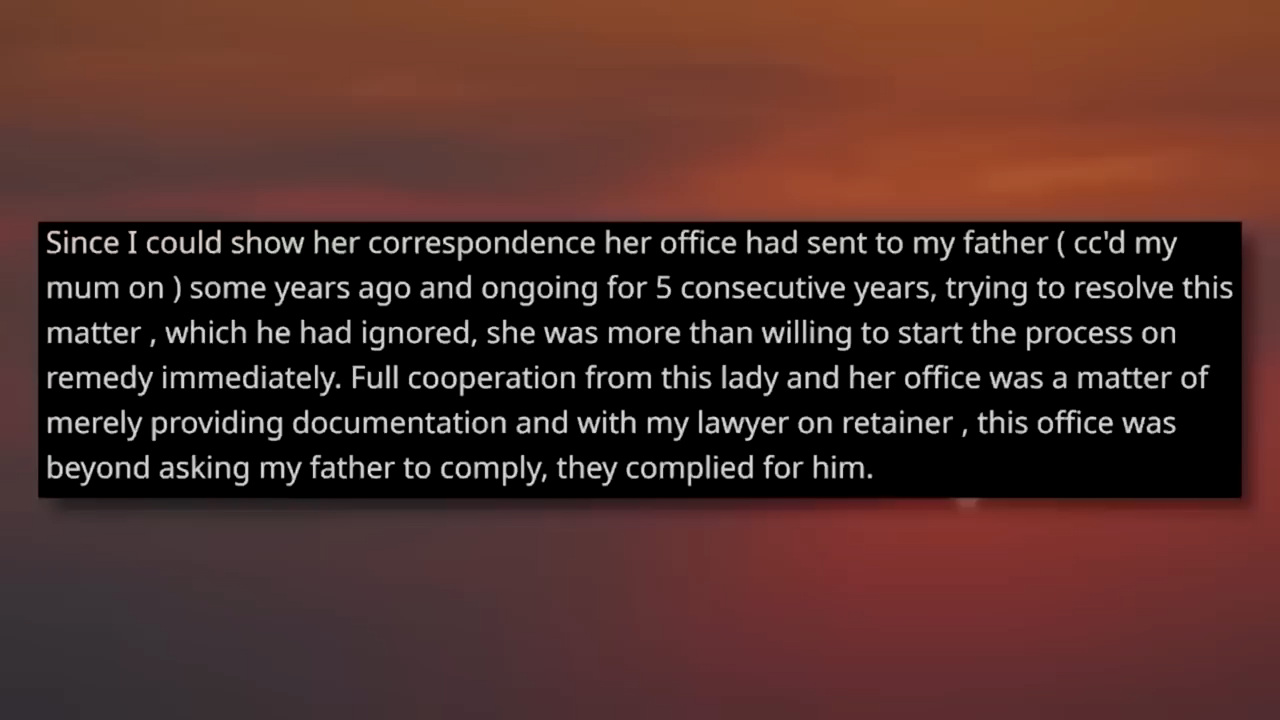 Since I could show her correspondence her office had sent to my father ( cc'd my
mum on ) some years ago and ongoing for 5 consecutive years, trying to resolve this
matter , which he had ignored, she was more than willing to start the process on
remedy immediately. Full cooperation from this lady and her office was a matter of
merely providing documentation and with my lawyer on retainer , this office was
beyond asking my father to comply, they complied for him.